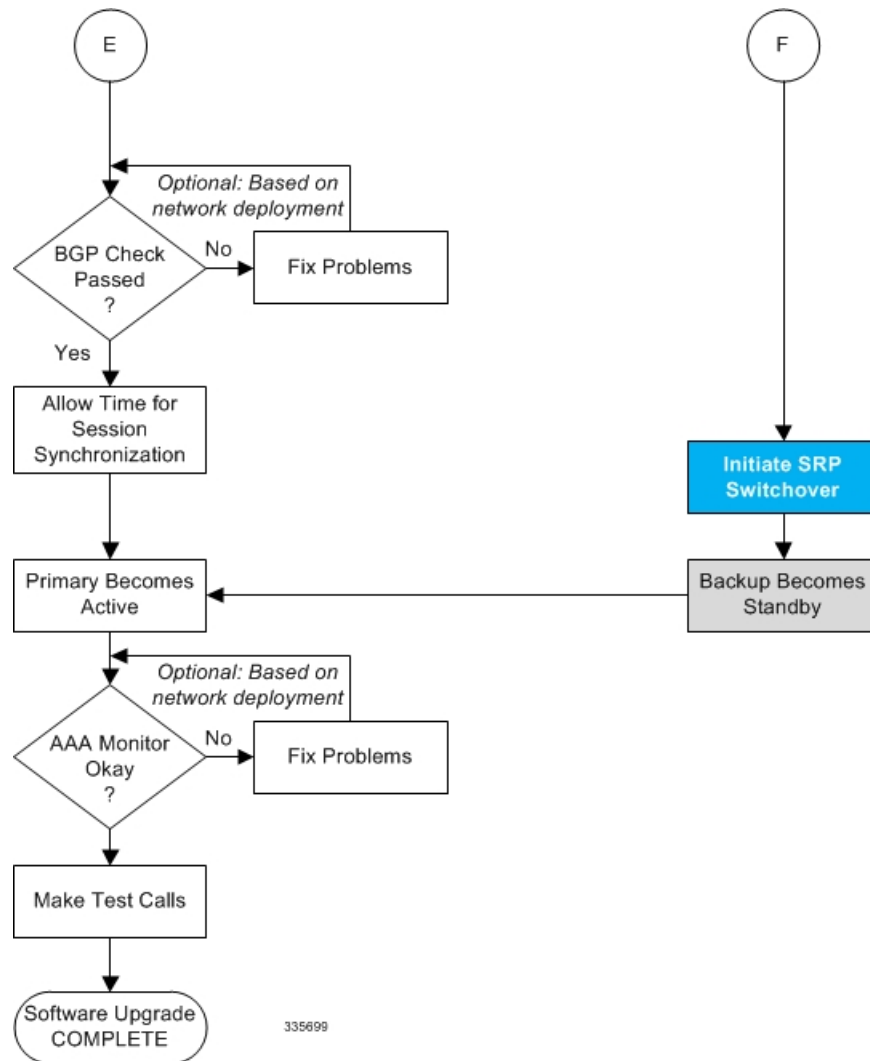 E
F
Optional: Based on
network deployment
BGP Check
Passed
?
No
Fix Problems
Yes
Allow Time for
Session
Synchronization
Initiate SRP
Switchover
Primary Becomes
Active
Backup Becomes
Standby
Optional: Based on
network deployment
AAA Monitor
Okay
?
No
Fix Problems
Make Test Calls
Software Upgrade
COMPLETE
335699